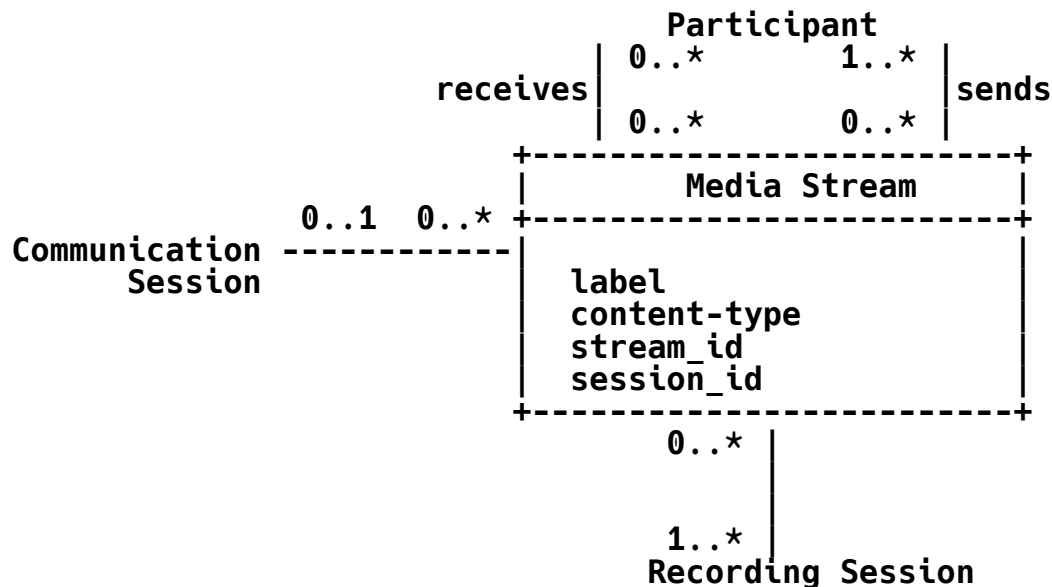 Participant
| 0..* 1..* |
receives| |sends
| 0..* 0..* |
+-------------------------+
| Media Stream |
0..1 0..* +-------------------------+
Communication ------------| |
Session | label |
| content-type |
| stream_id |
| session_id |
+-------------------------+
0..* |
|
|
1..* |
Recording Session